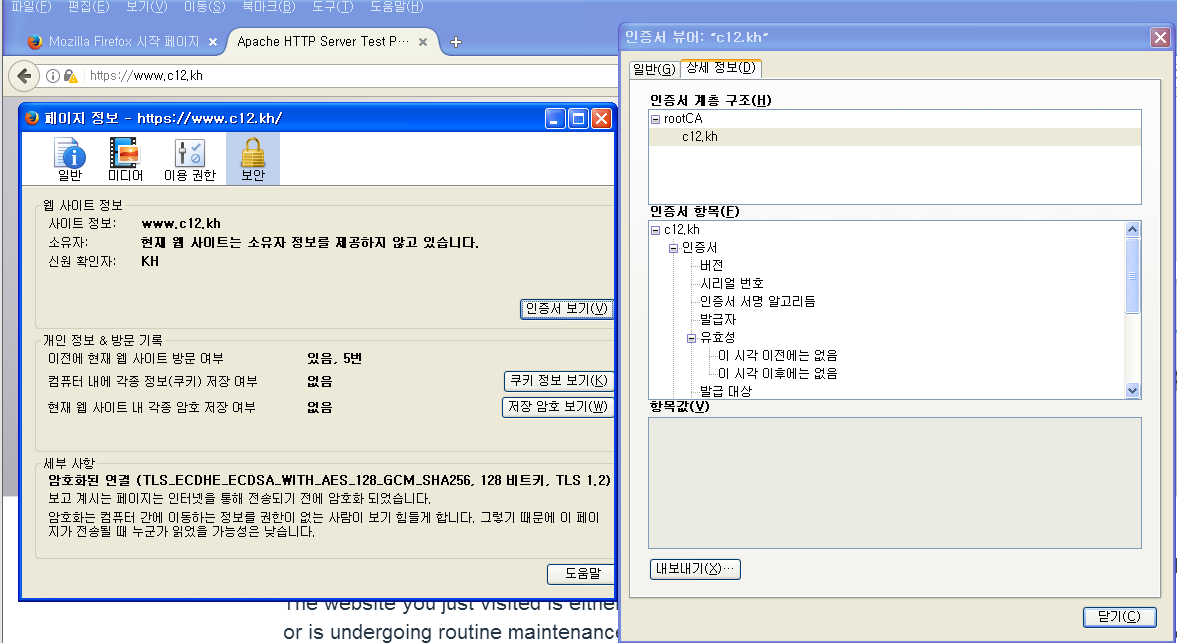 파일(F) 편집(E) 보기(V) 이동(S) 북마크(B) 도구(T) 도움말(H)
Mozilla Firefox 시작 페이지
Apache HTTP Server Test P···
https://www.c12.kh
페이지 정보 - https://www.c12.kh/
일반 미디어 이용 권한 보안
웹 사이트 정보
사이트 정보: www.c12.kh
소유자: 현재 웹 사이트는 소유자 정보를 제공하지 않고 있습니다.
신원 확인자: KH
인증서 보기(V)
개인 정보 & 방문 기록
이전에 현재 웹 사이트 방문 여부 있음, 5번
컴퓨터 내에 각종 정보(쿠키) 저장 여부 없음 쿠키 정보 보기(K)
현재 웹 사이트 내 각종 암호 저장 여부 없음 저장 암호 보기(W)
세부 사항
암호화된 연결 (TLS_ECDHE_ECDSA_WITH_AES_128_GCM_SHA256, 128 비트키, TLS 1.2)
보고 계시는 페이지는 인터넷을 통해 전송되기 전에 암호화 되었습니다.
암호화는 컴퓨터 간에 이동하는 정보를 권한이 없는 사람이 보기 힘들게 합니다. 그렇기 때문에 이 페이
지가 전송될 때 누군가 읽었을 가능성은 낮습니다.
도움말
The website you just visited is either
or is undergoing routine maintenance
인증서 뷰어: "c12.kh"
일반(G) 상세 정보(D)
인증서 계층 구조(H)
rootCA
c12.kh
인증서 항목(F)
c12.kh
인증서
버전
시리얼 번호
인증서 서명 알고리듬
발급자
유효성
이 시각 이전에는 없음
이 시각 이후에는 없음
발급 대상
항목값(V)
내보내기(X)···
닫기(C)